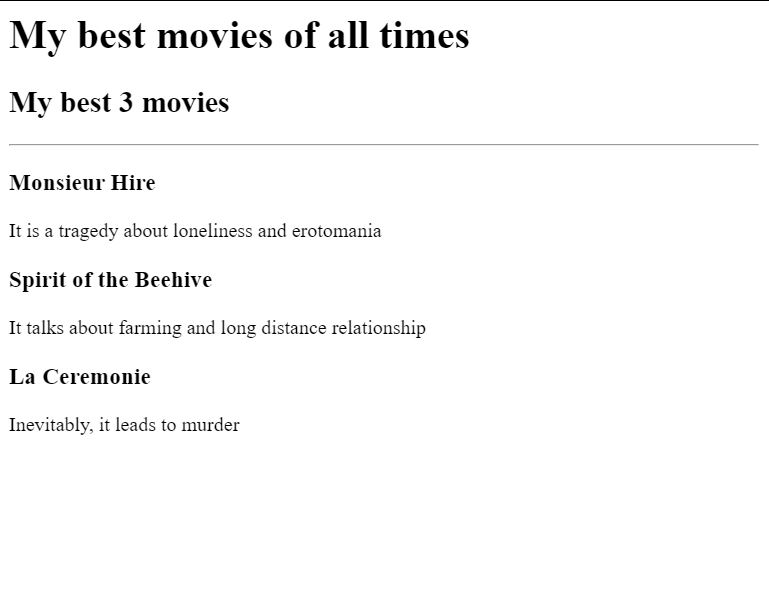 My best movies of all times
My best 3 movies
Monsieur Hire
It is a tragedy about loneliness and erotomania
Spirit of the Beehive
It talks about farming and long distance relationship
La Ceremonie
Inevitably, it leads to murder